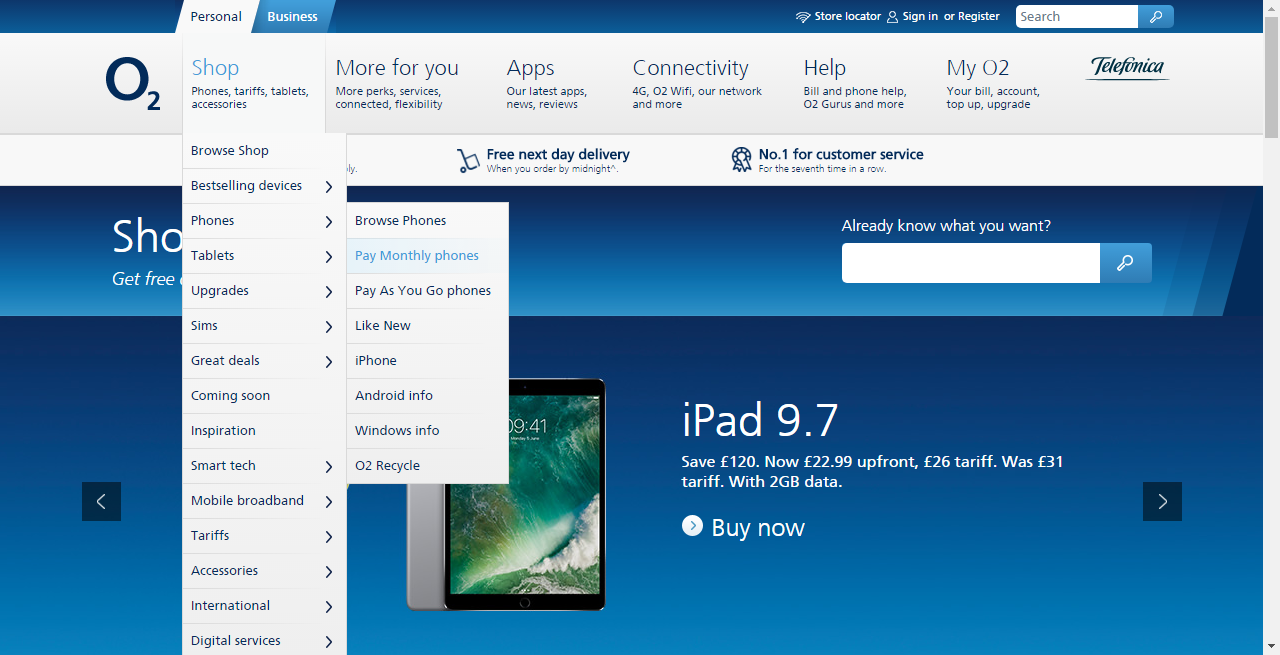 Personal
Business
Store locator
Sign in or Register
Search
O2
Shop
Phones, tariffs, tablets,
accessories
More for you
More perks, services,
connected, flexibility
Apps
Our latest apps,
news, reviews
Connectivity
4G, O2 Wifi, our network
and more
Help
Bill and phone help,
O2 Gurus and more
My O2
Your bill, account,
top up, upgrade
Telefónica
Free next day delivery
When you order by midnight^.
No.1 for customer service
For the seventh time in a row.
Sho
Get free
Already know what you want?
Browse Shop
Bestselling devices
Phones
Tablets
Upgrades
Sims
Great deals
Coming soon
Inspiration
Smart tech
Mobile broadband
Tariffs
Accessories
International
Digital services
Browse Phones
Pay Monthly phones
Pay As You Go phones
Like New
iPhone
Android info
Windows info
O2 Recycle
09:41
Monday 5 June
iPad 9.7
Save £120. Now £22.99 upfront, £26 tariff. Was £31
tariff. With 2GB data.
Buy now